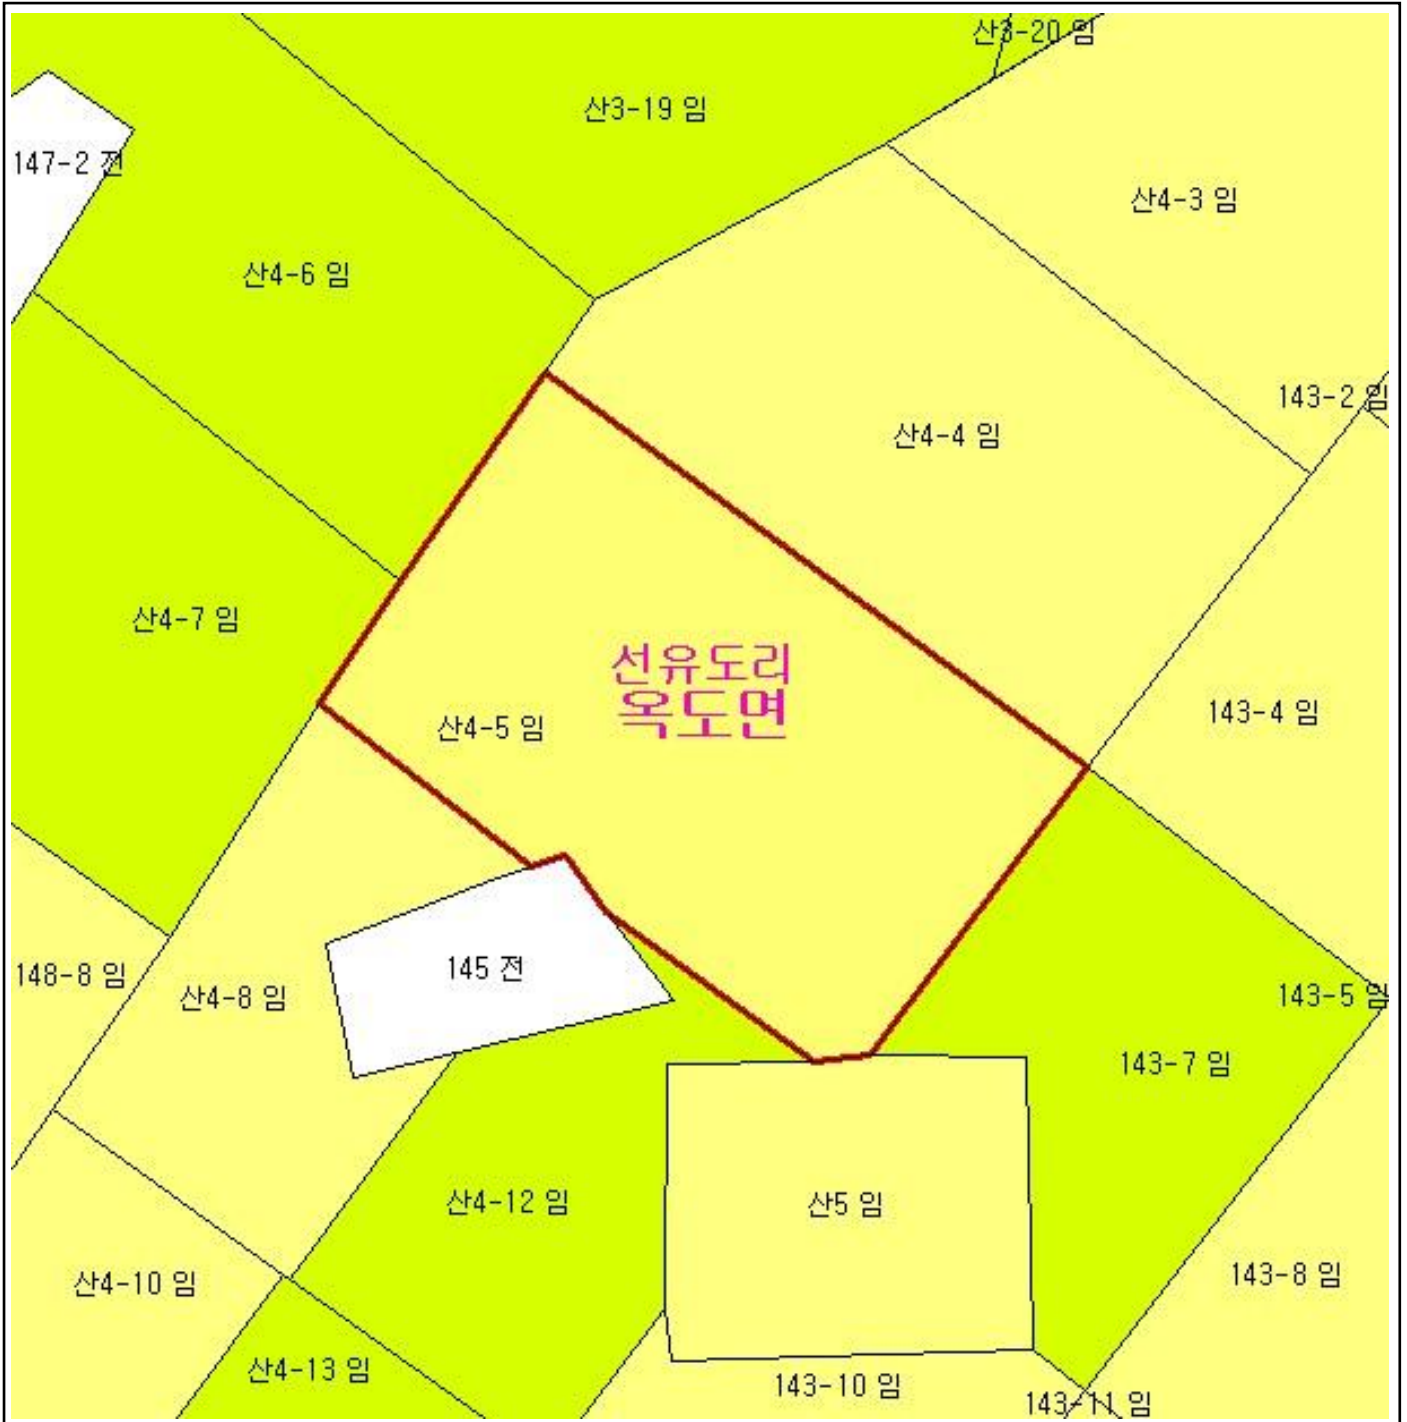 산3-20 임
산3-19 임
147-2 전
산4-3 임
산4-6 임
143-2 임
산4-4 임
산4-7 임
선유도리
옥도면
산4-5 임
143-4 임
145 전
148-8 임
산4-8 임
143-5 임
143-7 임
산4-12 임
산5 임
산4-10 임
143-8 임
산4-13 임
143-10 임
143-11 임